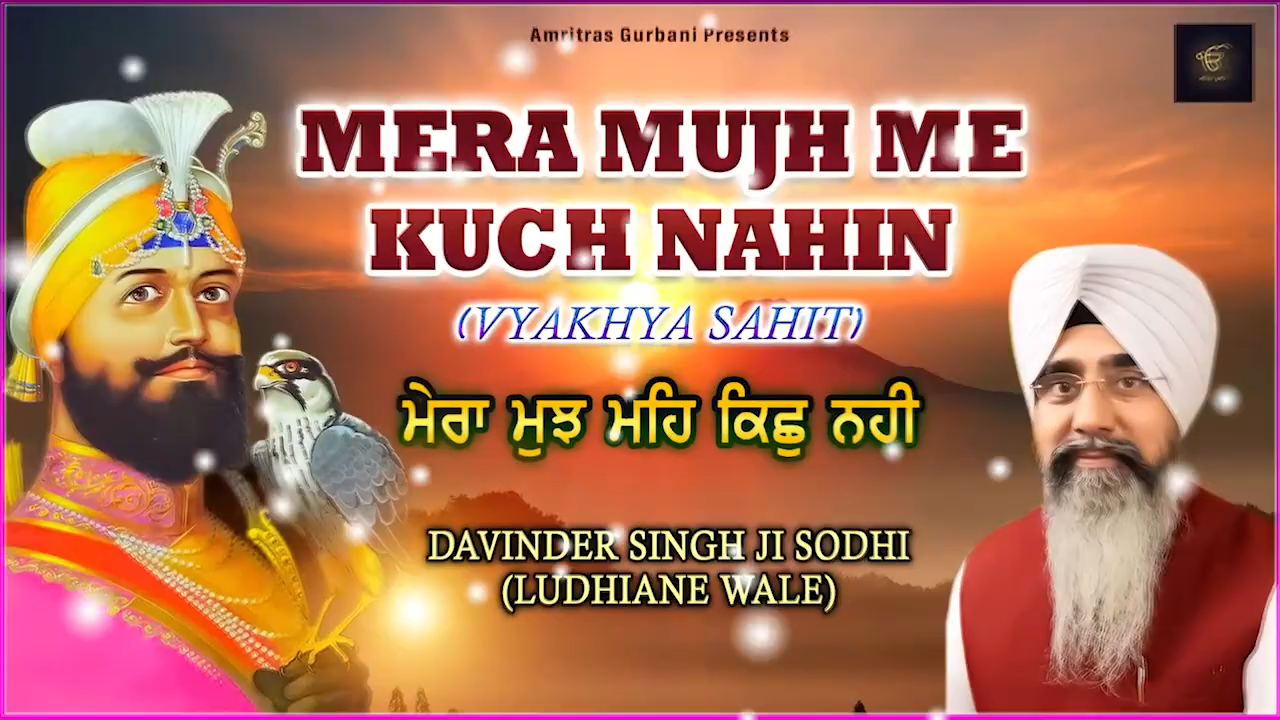 Amritras Gurbani Presents
MERA MUJH ME
KUCH NAHIN
(VYAKHYA SAHIT)
ਮੇਰਾ ਮੁਝ ਮਹਿ ਕਿਛੁ ਨਹੀ
DAVINDER SINGH JI SODHI
(LUDHIANE WALE)